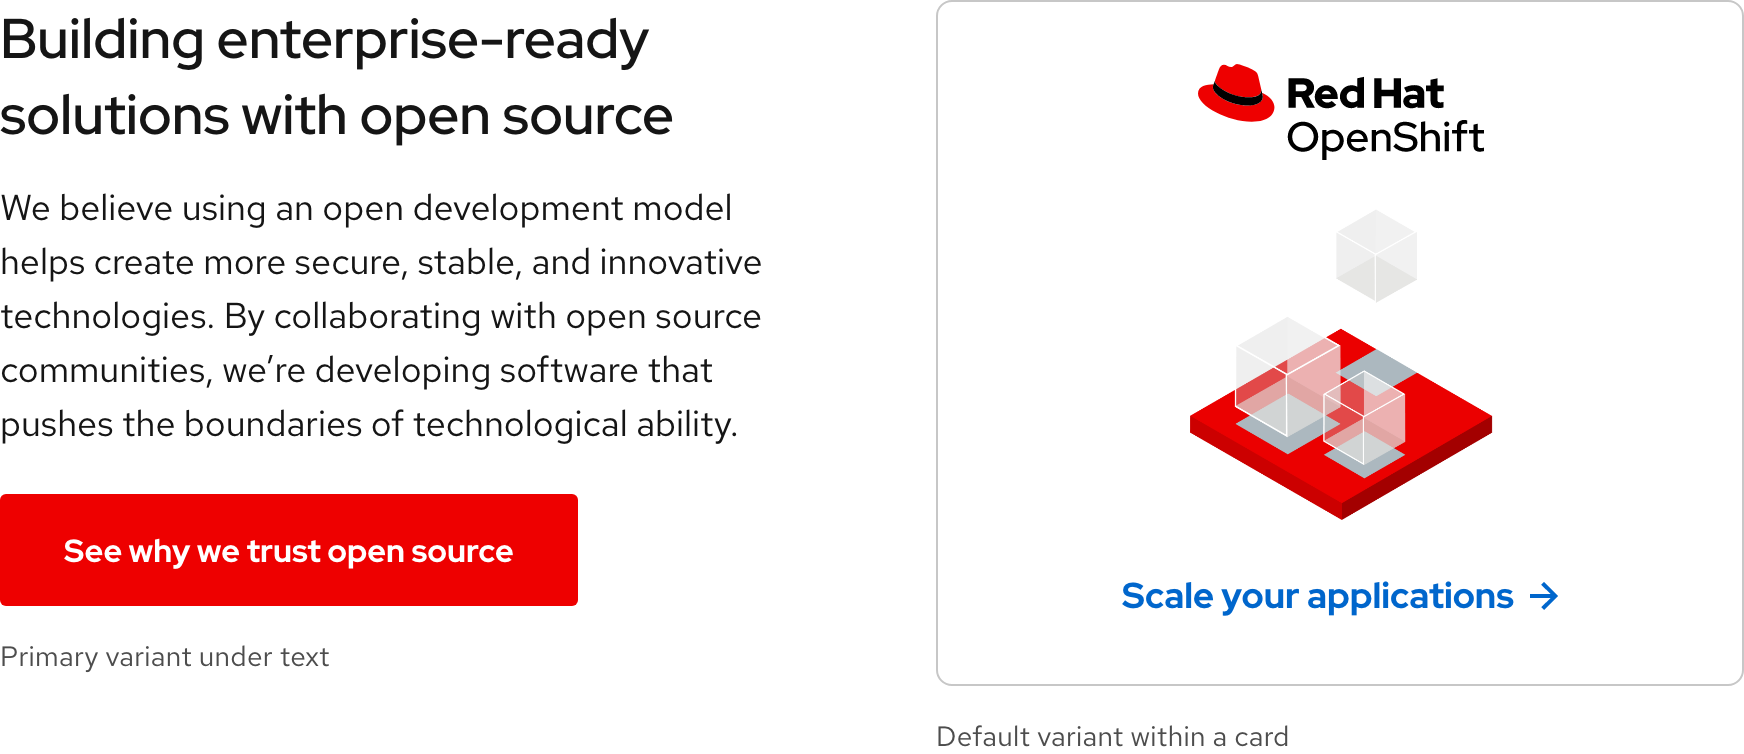 Building enterprise-ready
solutions with open source
We believe using an open development model
helps create more secure, stable, and innovative
technologies. By collaborating with open source
communities, we’re developing software that
pushes the boundaries of technological ability.
See why we trust open source
Primary variant under text
Red Hat
OpenShift
Scale your applications →
Default variant within a card